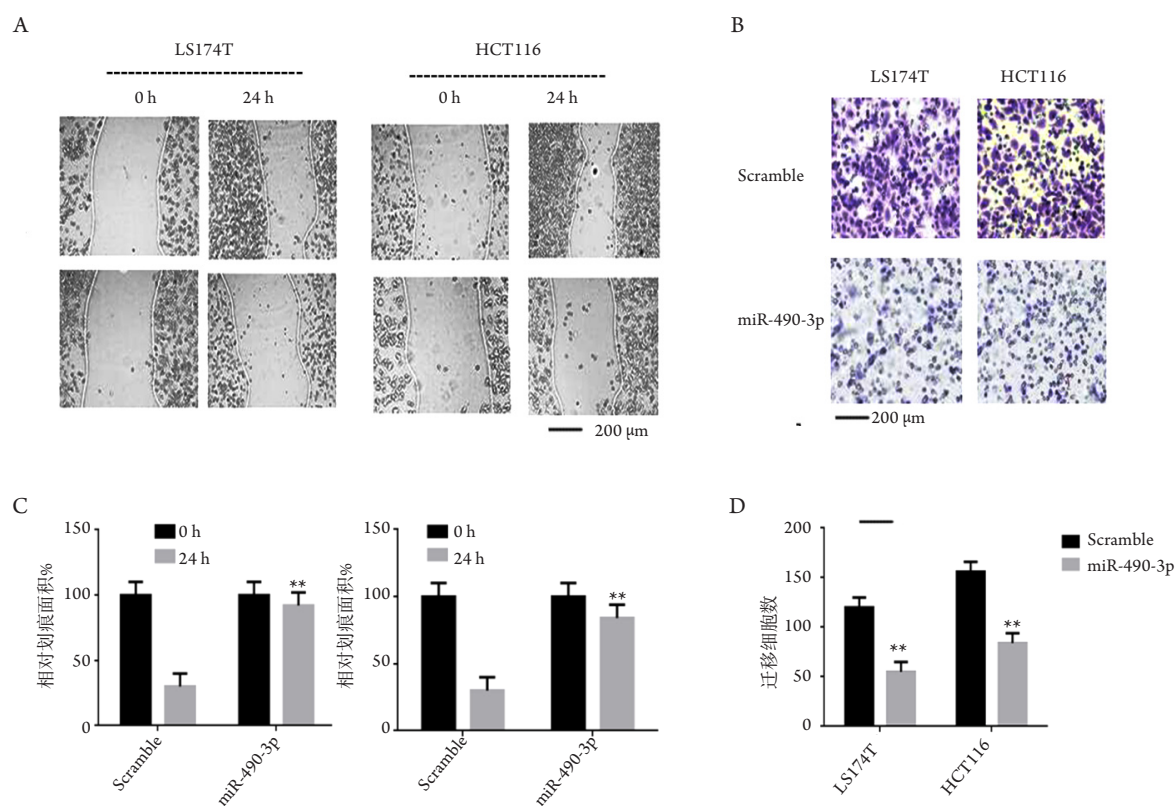 A
LS174T
HCT116
0 h
24 h
0 h
24 h
200 μm
B
LS174T
HCT116
Scramble
miR-490-3p
200 μm
C
150
100
50
0
相对划痕面积%
0 h
24 h
**
Scramble
miR-490-3p
150
100
50
0
相对划痕面积%
0 h
24 h
**
Scramble
miR-490-3p
D
200
150
100
50
0
迁移细胞数
Scramble
miR-490-3p
**
**
LS174T
HCT116